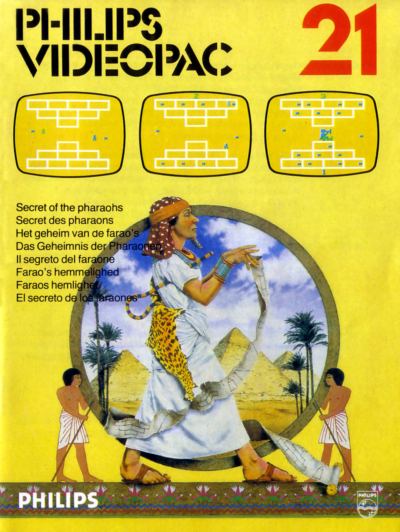 PHILIPS
VIDEOPAC
21
Secret of the pharaohs
Secret des pharaons
Het geheim van de farao's
Das Geheimnis der Pharaonen
Il segreto del faraone
Farao's hemmelighed
Faraos hemlighet
El secreto de los faraones
PHILIPS
PHILIPS